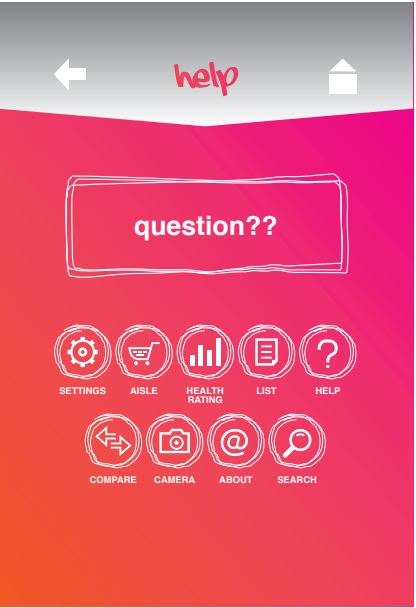 help
question??
SETTINGS
AISLE
HEALTH
RATING
LIST
HELP
COMPARE
CAMERA
ABOUT
SEARCH